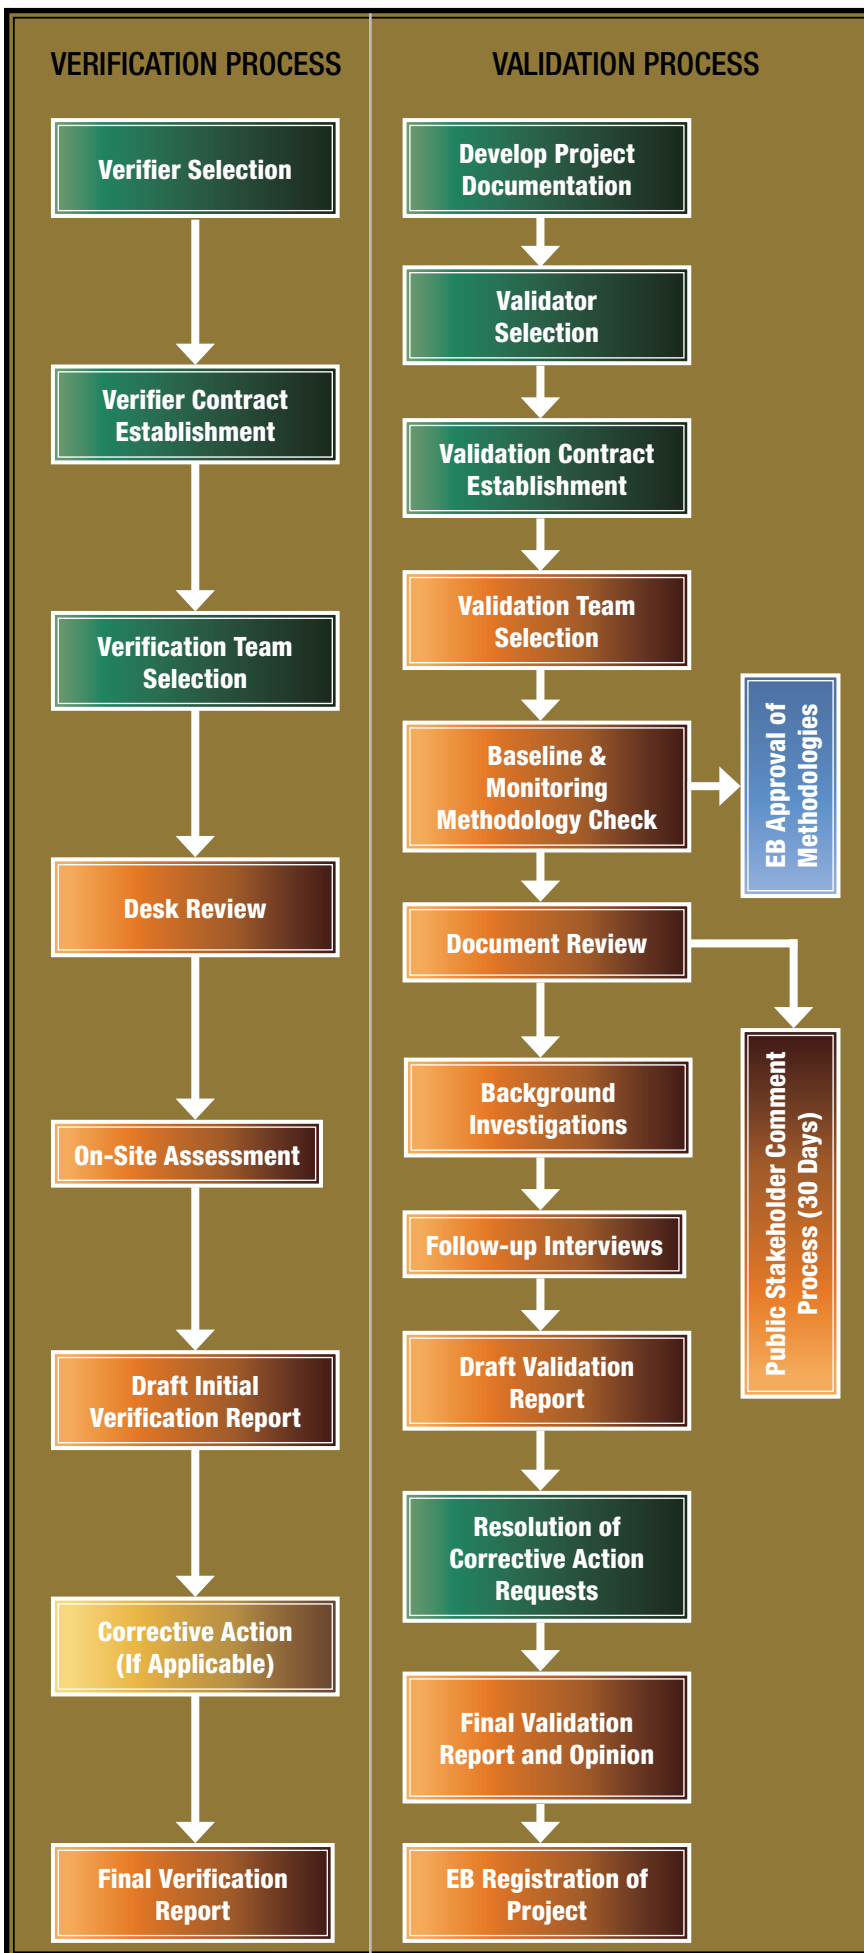 VERIFICATION PROCESS
Verifier Selection
Verifier Contract
Establishment
Verification Team
Selection
Desk Review
On-Site Assessment
Draft Initial
Verification Report
Corrective Action
(If Applicable)
Final Verification
Report
VALIDATION PROCESS
Develop Project
Documentation
Validator
Selection
Validation Contract
Establishment
Validation Team
Selection
Baseline &
Monitoring
Methodology Check
EB Approval of
Methodologies
Document Review
Public Stakeholder Comment
Process (30 Days)
Background
Investigations
Follow-up Interviews
Draft Validation
Report
Resolution of
Corrective Action
Requests
Final Validation
Report and Opinion
EB Registration of
Project